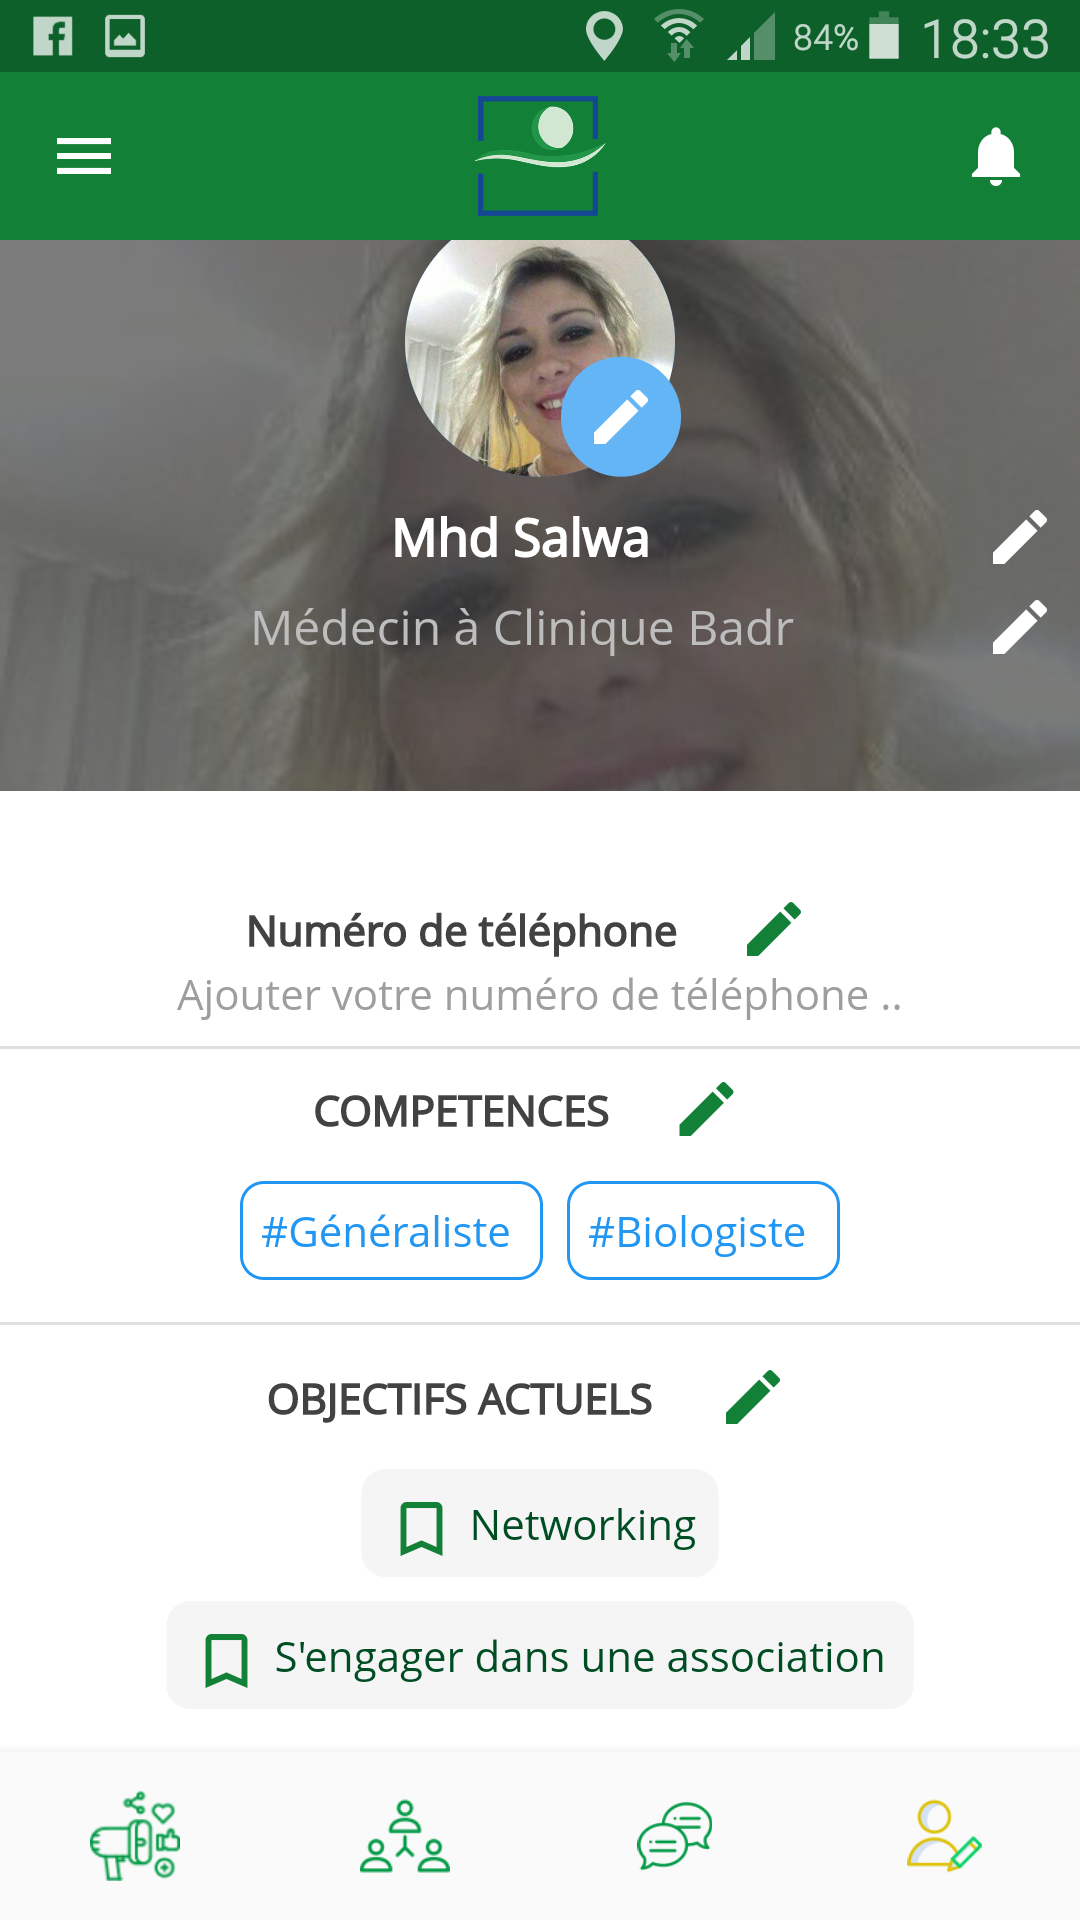 84% 18:33
Mhd Salwa
Médecin à Clinique Badr
Numéro de téléphone
Ajouter votre numéro de téléphone ..
COMPETENCES
#Généraliste #Biologiste
OBJECTIFS ACTUELS
Networking
S'engager dans une association